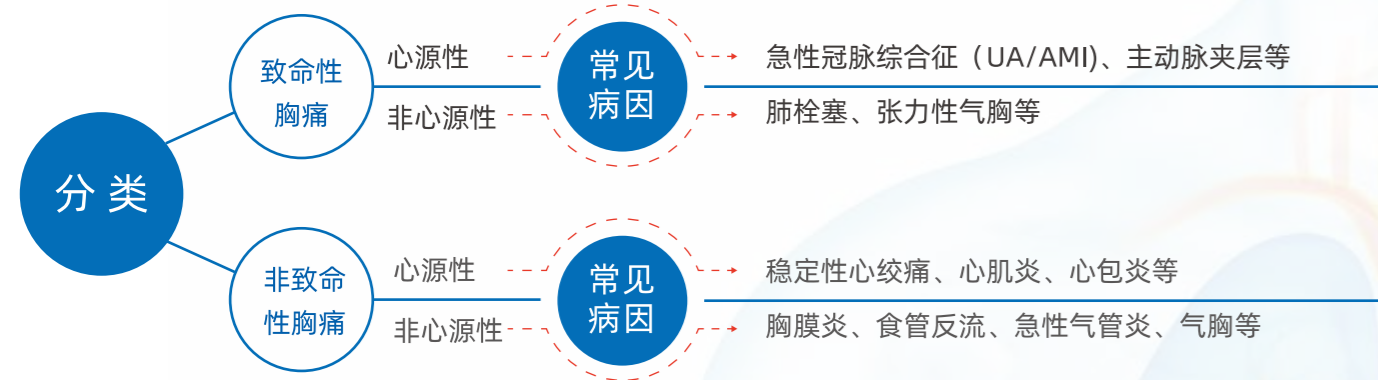 分类
致命性
胸痛
心源性
非心源性
常见
病因
急性冠脉综合征（UA/AMI)、主动脉夹层等
肺栓塞、张力性气胸等
非致命
性胸痛
心源性
非心源性
常见
病因
稳定性心绞痛、心肌炎、心包炎等
胸膜炎、食管反流、急性气管炎、气胸等